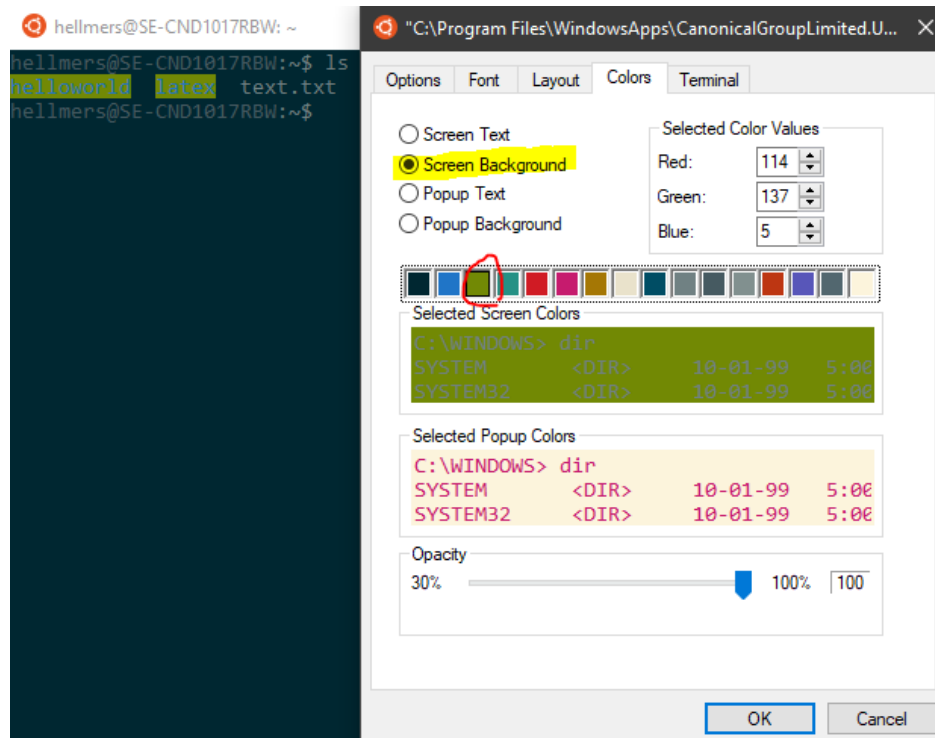 hellmers@SE-CND1017RBW: ~
hellmers@SE-CND1017RBW:~$ ls
helloworld latex text.txt
hellmers@SE-CND1017RBW:~$
"C:\Program Files\WindowsApps\CanonicalGroupLimited.U...
Options Font Layout Colors Terminal
Screen Text
Screen Background
Popup Text
Popup Background
Selected Color Values
Red: 114
Green: 137
Blue: 5
Selected Screen Colors
C:\WINDOWS> dir
SYSTEM <DIR> 10-01-99 5:00
SYSTEM32 <DIR> 10-01-99 5:00
Selected Popup Colors
C:\WINDOWS> dir
SYSTEM <DIR> 10-01-99 5:00
SYSTEM32 <DIR> 10-01-99 5:00
Opacity
30% 100% 100
OK Cancel